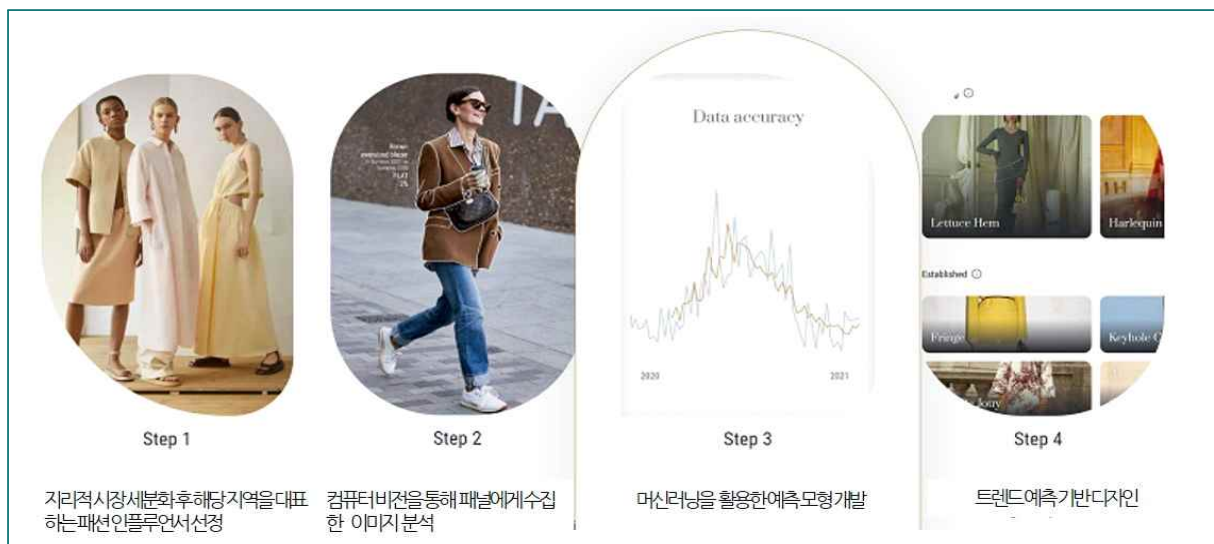 Data accuracy
2020 2021
FLAT
Lettuce Hem
Harlequin
Established
Fringe
Keyhole
Jouy
Step 1
Step 2
Step 3
Step 4
지리적 시장 세분화 후 해당 지역을 대표
하는 패션 인플루언서 선정
컴퓨터 비전을 통해 패널에게 수집
한 이미지 분석
머신러닝을 활용한 예측 모형 개발
트렌드 예측 기반 디자인